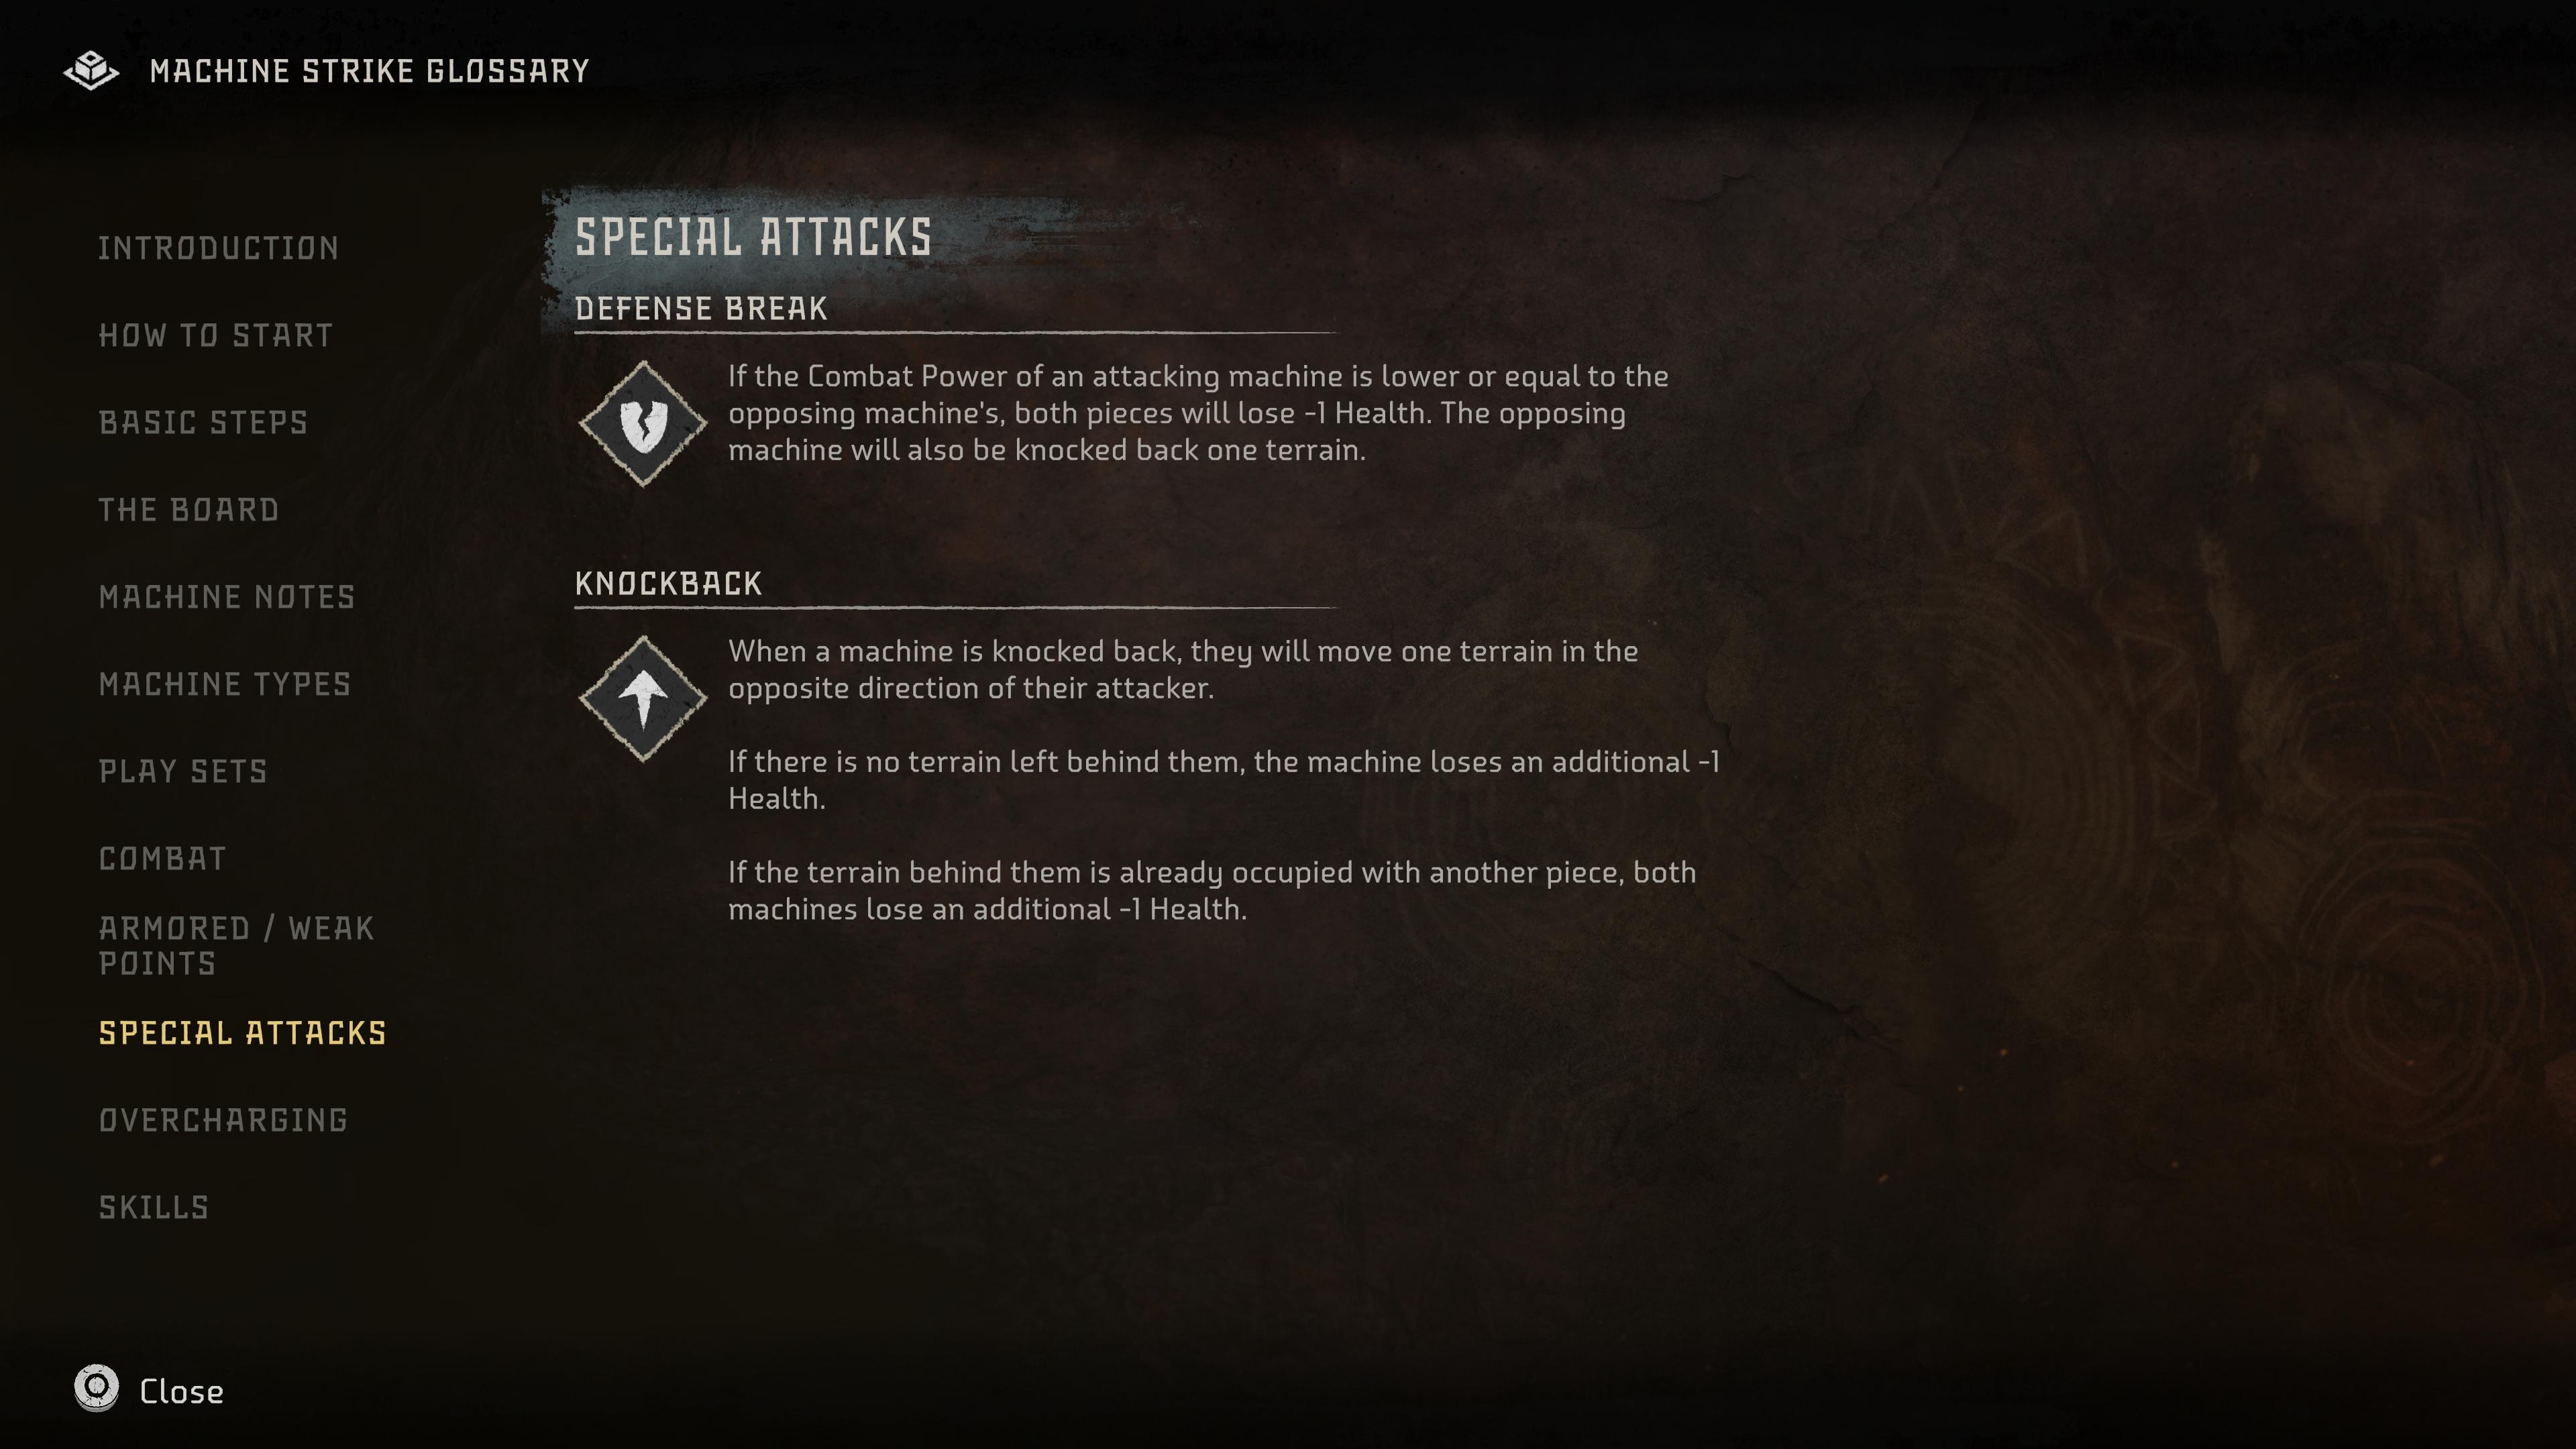 MACHINE STRIKE GLOSSARY
INTRODUCTION
HOW TO START
BASIC STEPS
THE BOARD
MACHINE NOTES
MACHINE TYPES
PLAY SETS
COMBAT
ARMORED / WEAK
POINTS
SPECIAL ATTACKS
OVERCHARGING
SKILLS
SPECIAL ATTACKS
DEFENSE BREAK
If the Combat Power of an attacking machine is lower or equal to the
opposing machine's, both pieces will lose -1 Health. The opposing
machine will also be knocked back one terrain.
KNOCKBACK
When a machine is knocked back, they will move one terrain in the
opposite direction of their attacker.
If there is no terrain left behind them, the machine loses an additional -1
Health.
If the terrain behind them is already occupied with another piece, both
machines lose an additional -1 Health.
Close